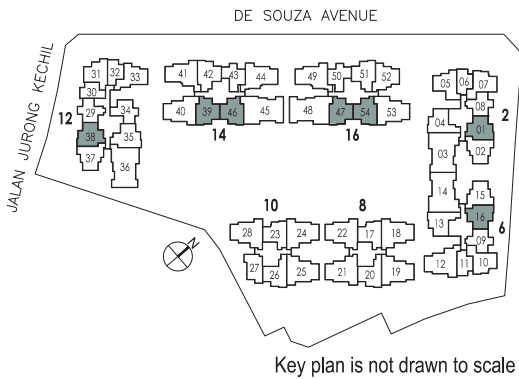 DE SOUZA AVENUE
JALAN JURONG KECHIL
31 32 33
30
29 34
12 38 35
37 36
41 42 43 44
40 39 46 45
14
49 50 51 52
48 47 54 53
16
05 06 07
08
04 01 2
03 02
14 15
16
13 09 6
12 11 10
10
28 23 24
27 26 25
8
22 17 18
21 20 19
N
Key plan is not drawn to scale